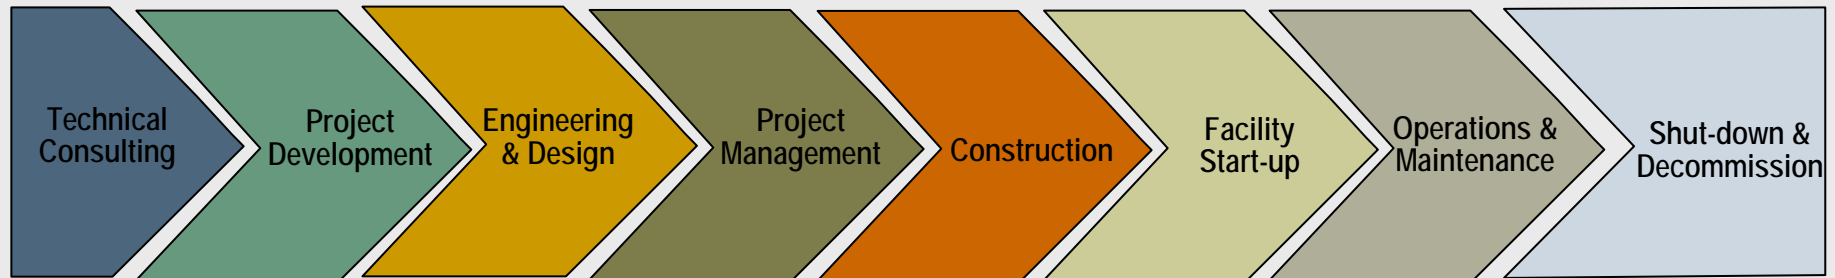 Technical
Consulting
Project
Development
Engineering
& Design
Project
Management
Construction
Facility
Start-up
Operations &
Maintenance
Shut-down &
Decommission